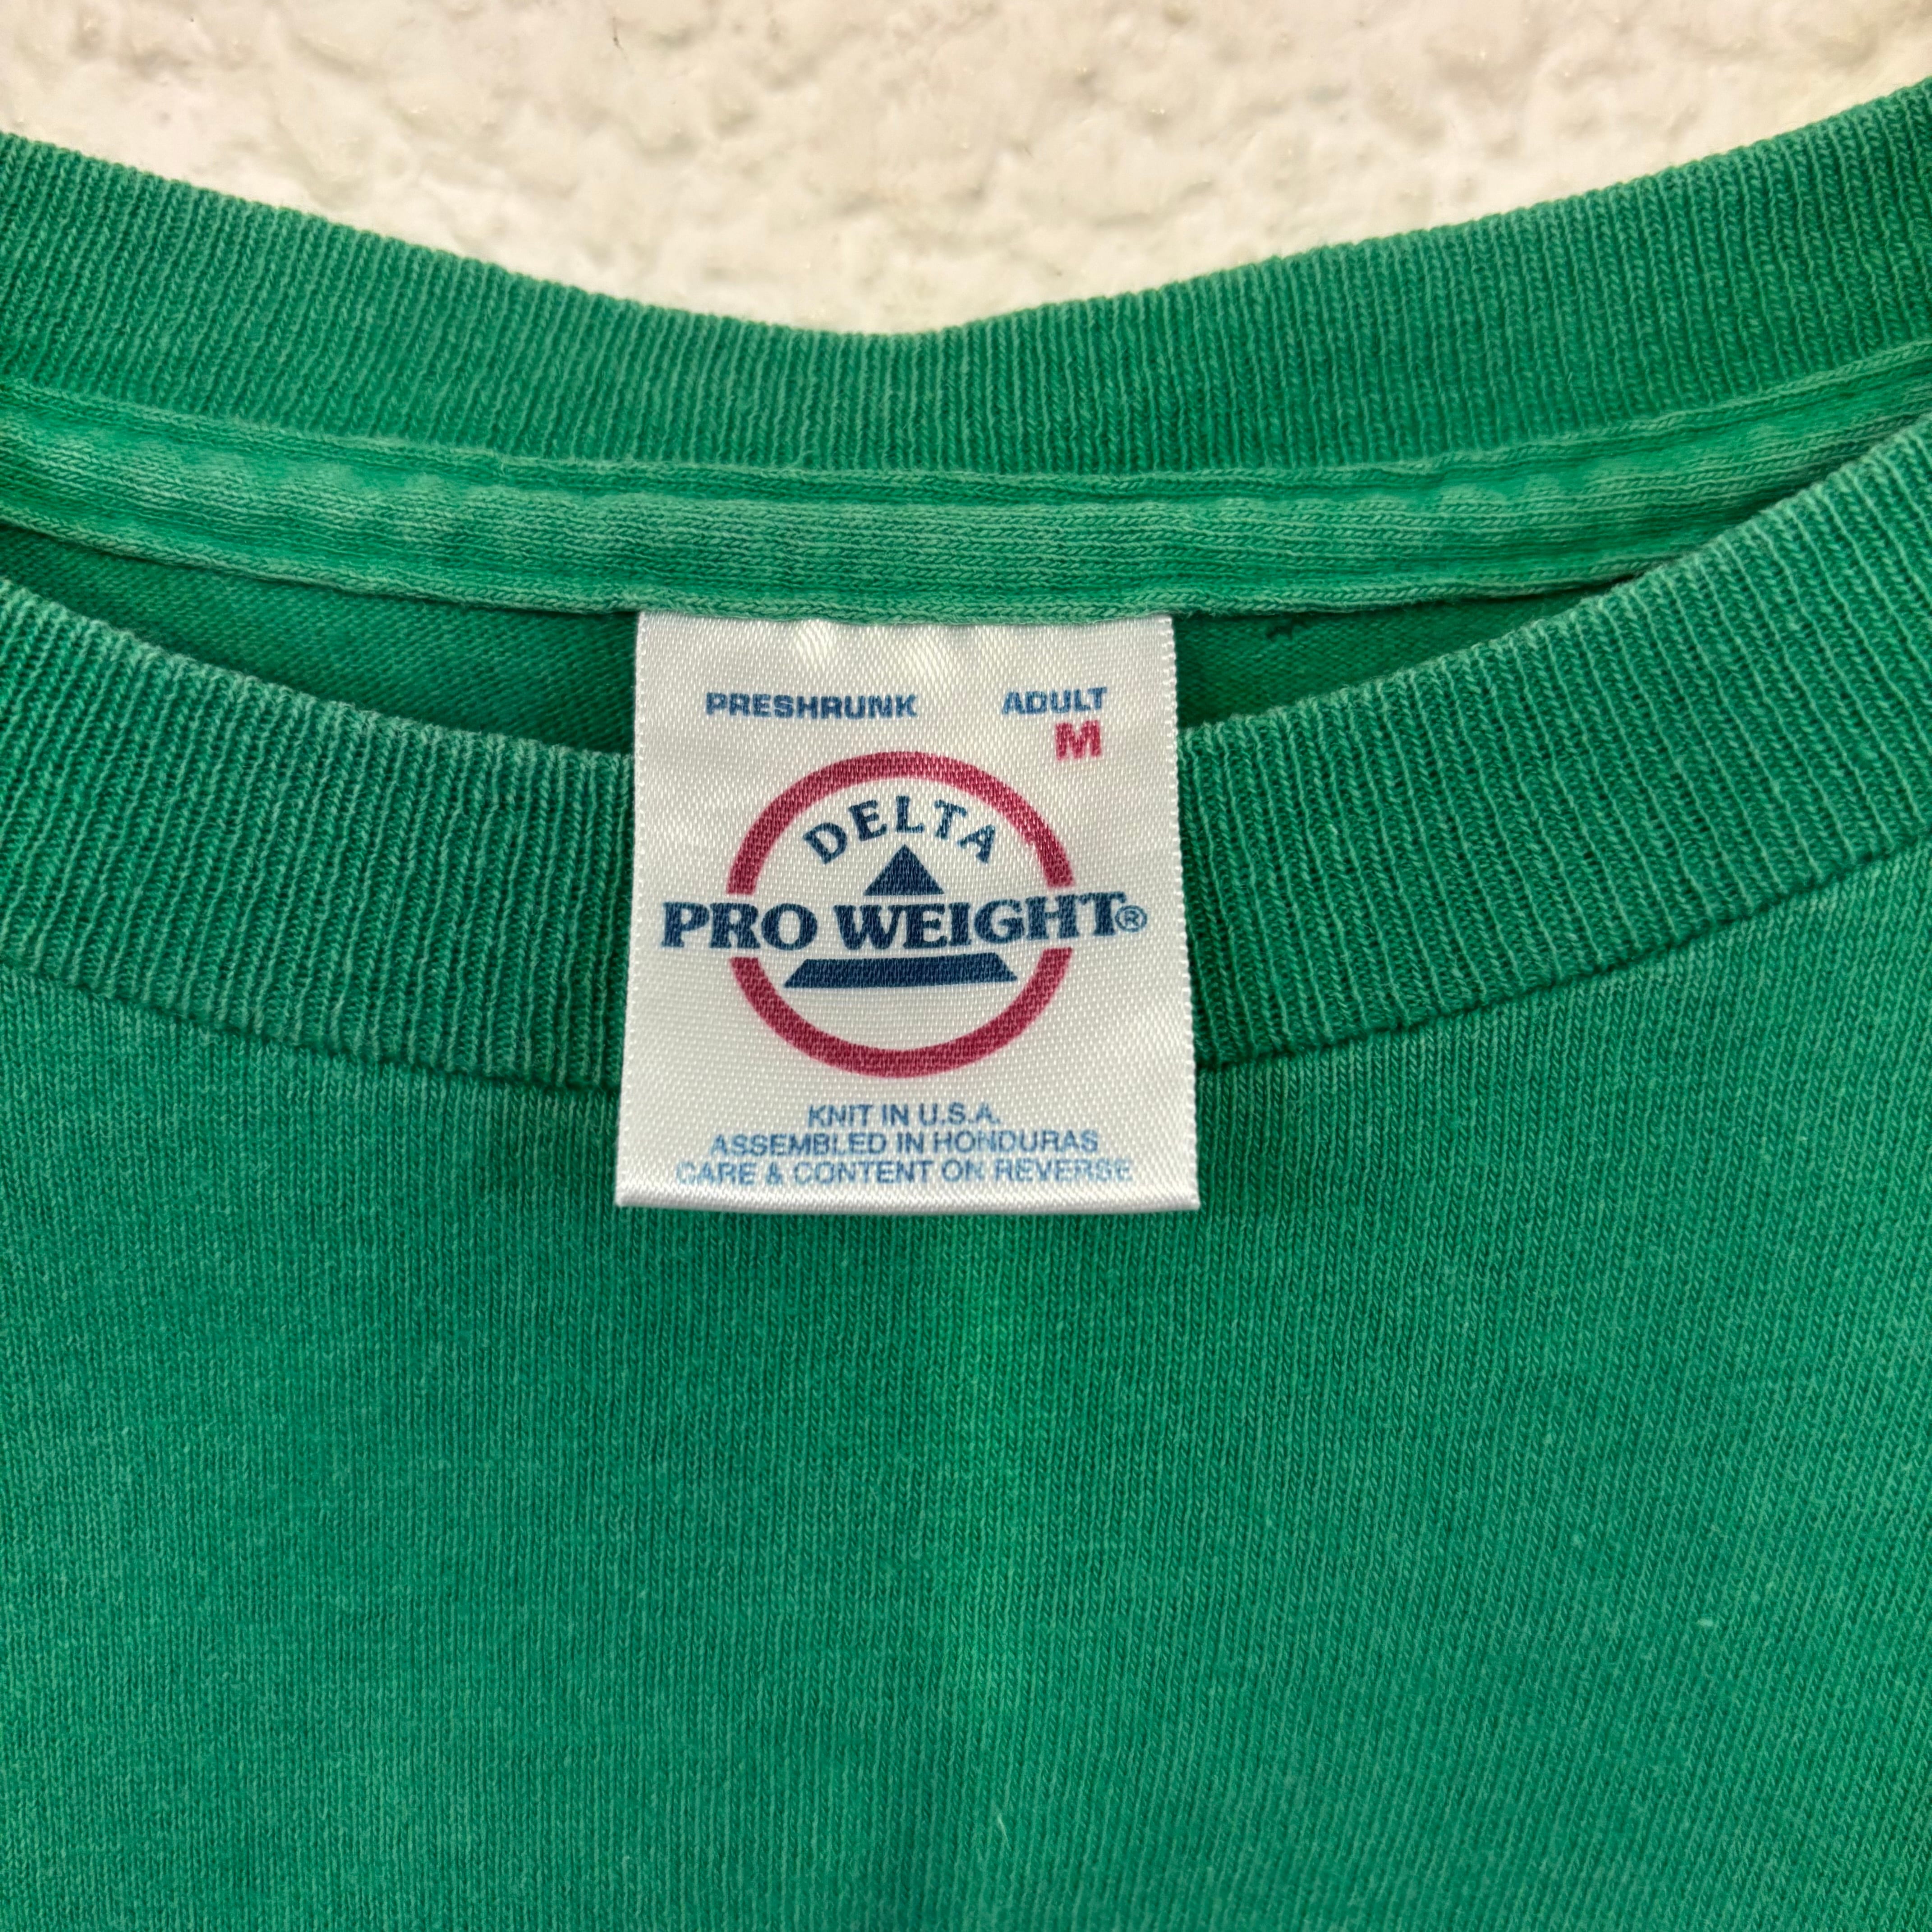 PRESHRUNK ADULT
M
DELTA
PRO WEIGHT®
KNIT IN U.S.A.
ASSEMBLED IN HONDURAS
CARE & CONTENT ON REVERSE